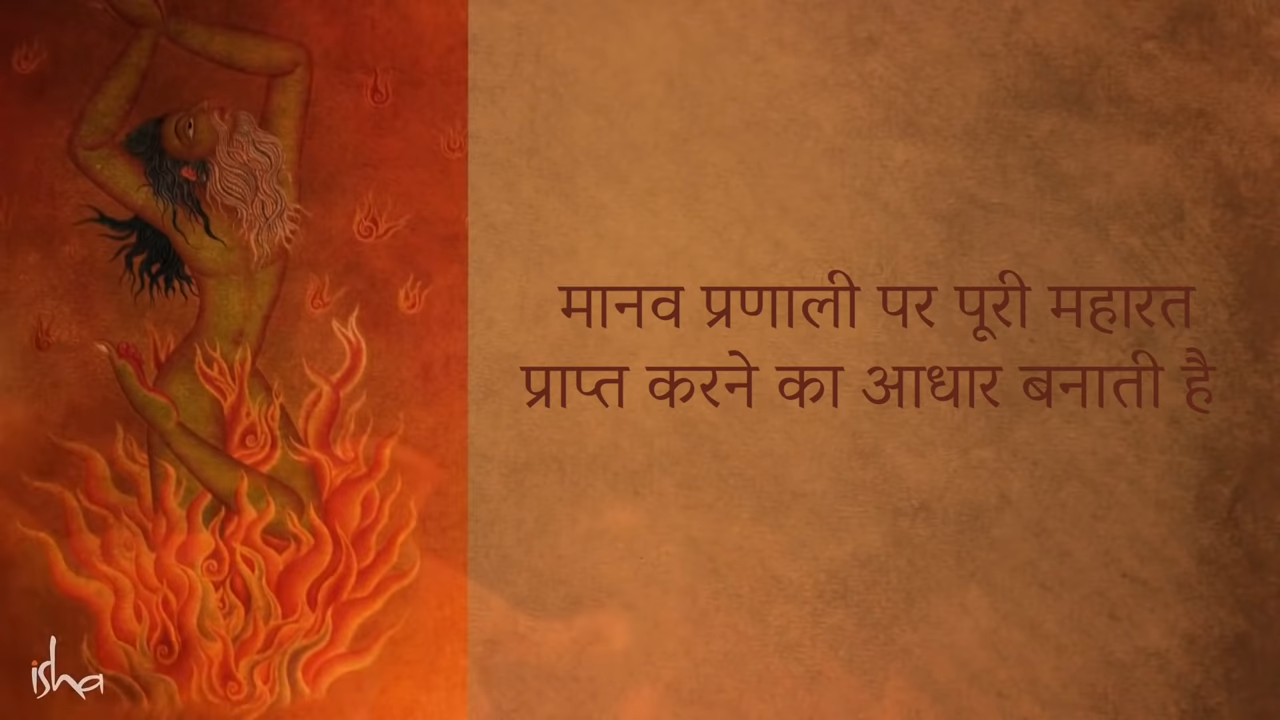 मानव प्रणाली पर पूरी महारत
प्राप्त करने का आधार बनाती है
isha